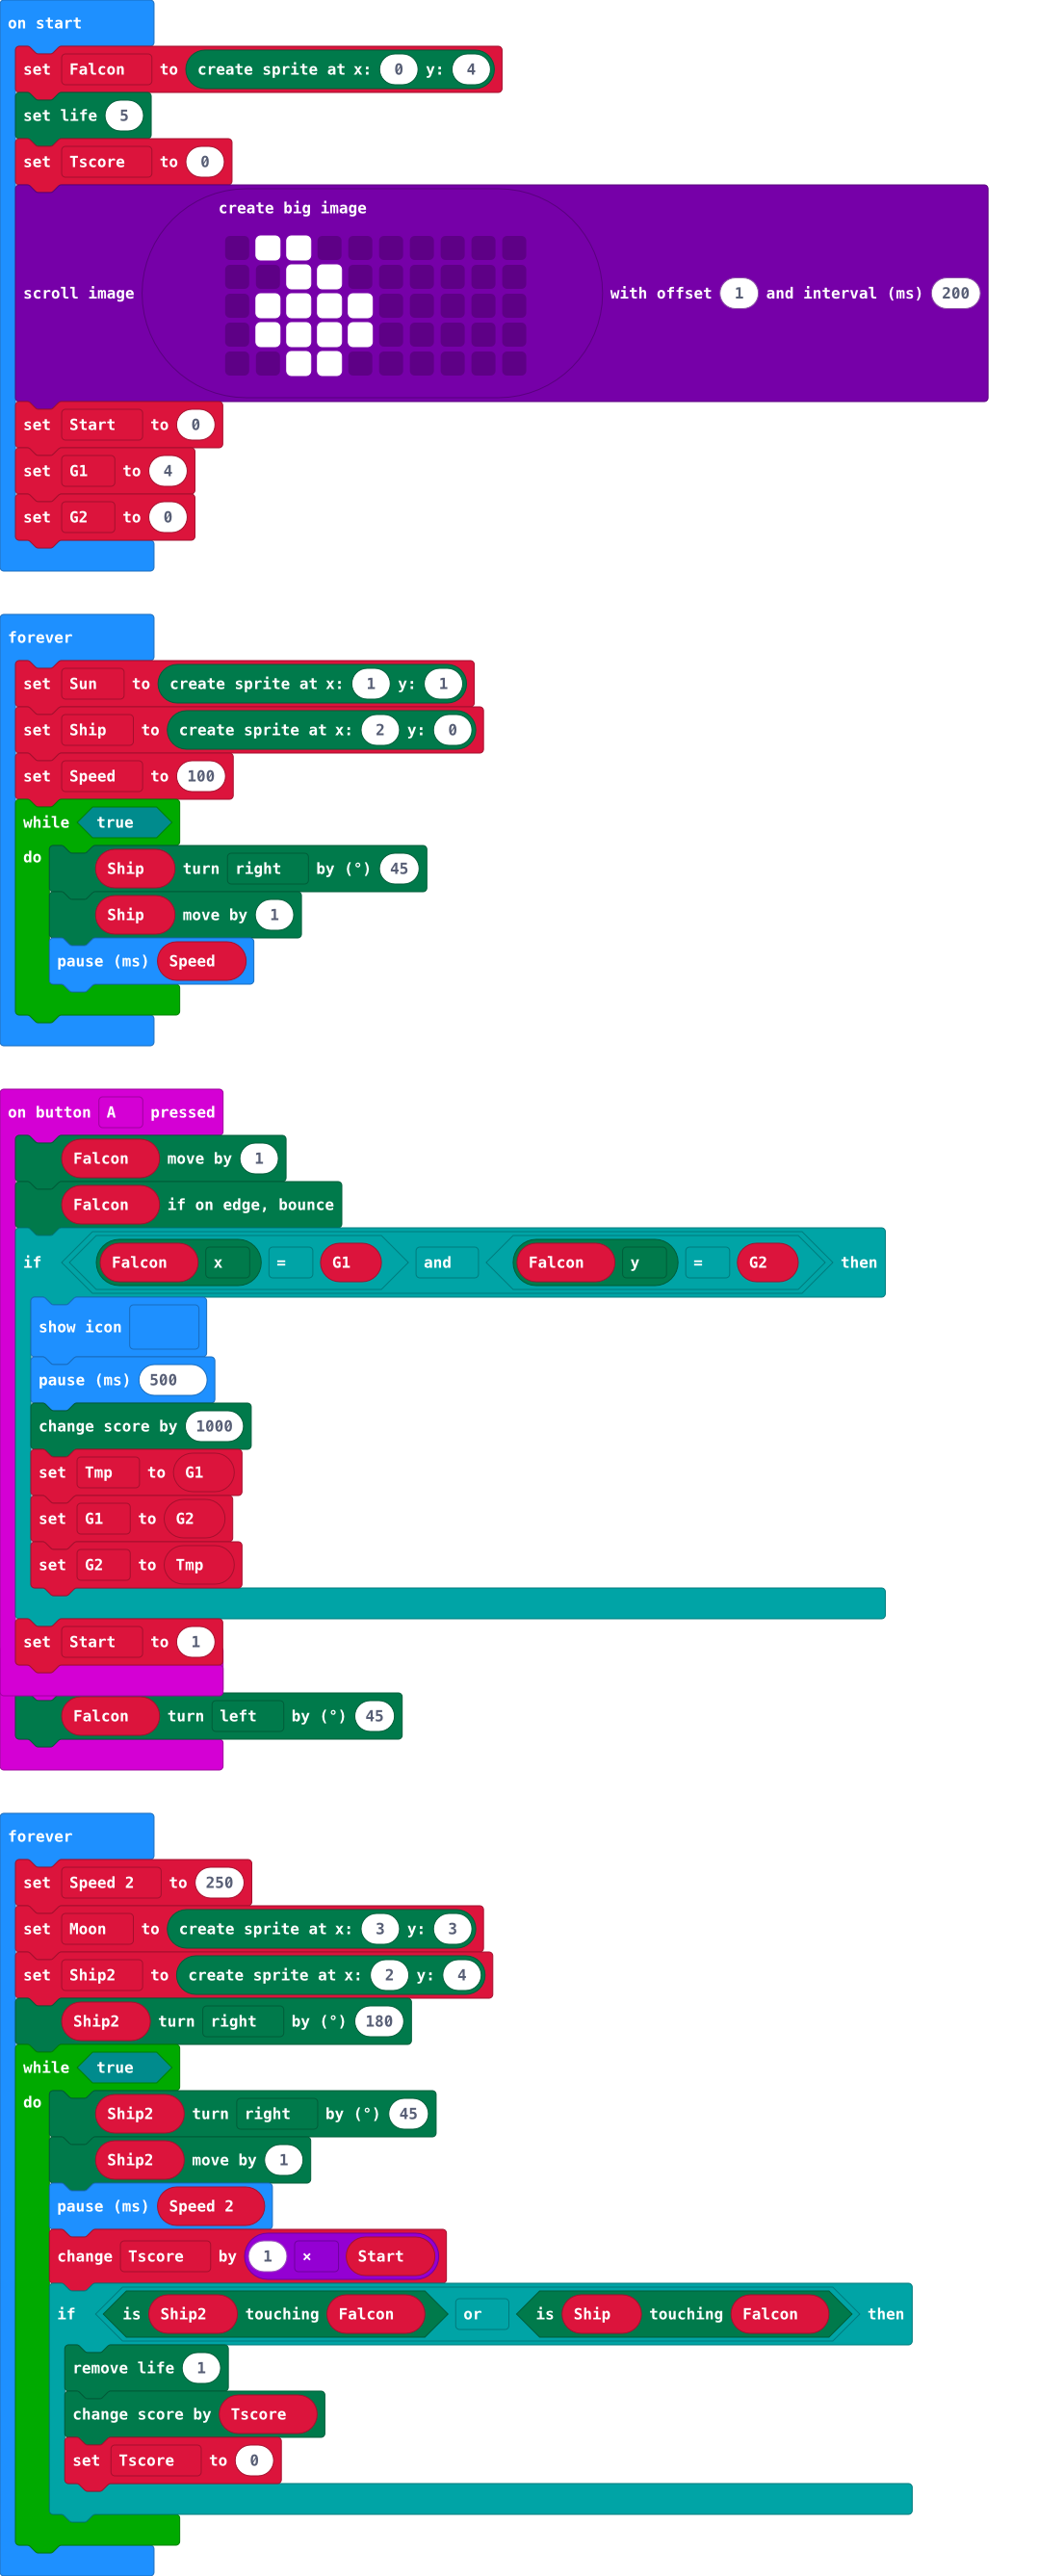 on start
set Falcon to create sprite at x: 0 y: 4
set life 5
set Tscore to 0
create big image
scroll image with offset 1 and interval (ms) 200
set Start to 0
set G1 to 4
set G2 to 0
forever
set Sun to create sprite at x: 1 y: 1
set Ship to create sprite at x: 2 y: 0
set Speed to 100
while true
do Ship turn right by (°) 45
Ship move by 1
pause (ms) Speed
on button A pressed
Falcon move by 1
Falcon if on edge, bounce
if Falcon x = G1 and Falcon y = G2 then
show icon
pause (ms) 500
change score by 1000
set Tmp to G1
set G1 to G2
set G2 to Tmp
set Start to 1
Falcon turn left by (°) 45
forever
set Speed 2 to 250
set Moon to create sprite at x: 3 y: 3
set Ship2 to create sprite at x: 2 y: 4
Ship2 turn right by (°) 180
while true
do Ship2 turn right by (°) 45
Ship2 move by 1
pause (ms) Speed 2
change Tscore by 1 × Start
if is Ship2 touching Falcon or is Ship touching Falcon then
remove life 1
change score by Tscore
set Tscore to 0